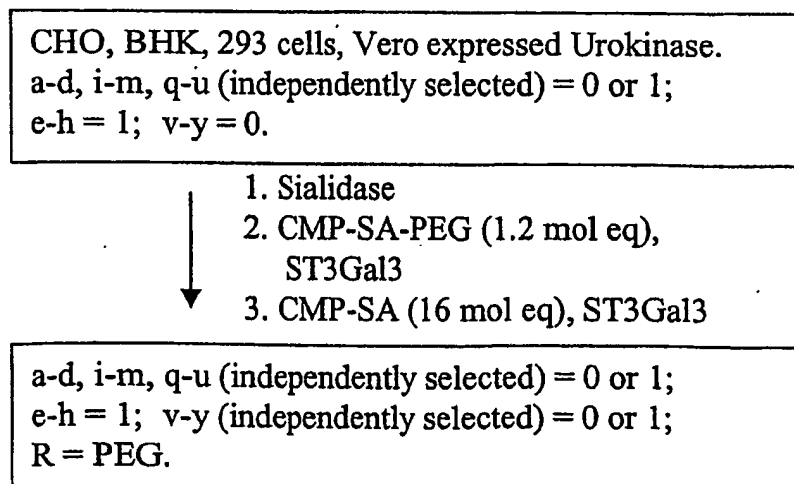 CHO, BHK, 293 cells, Vero expressed Urokinase.
a-d, i-m, q-u (independently selected) = 0 or 1;
e-h = 1; v-y = 0.
1. Sialidase
2. CMP-SA-PEG (1.2 mol eq),
ST3Gal3
3. CMP-SA (16 mol eq), ST3Gal3
a-d, i-m, q-u (independently selected) = 0 or 1;
e-h = 1; v-y (independently selected) = 0 or 1;
R = PEG.